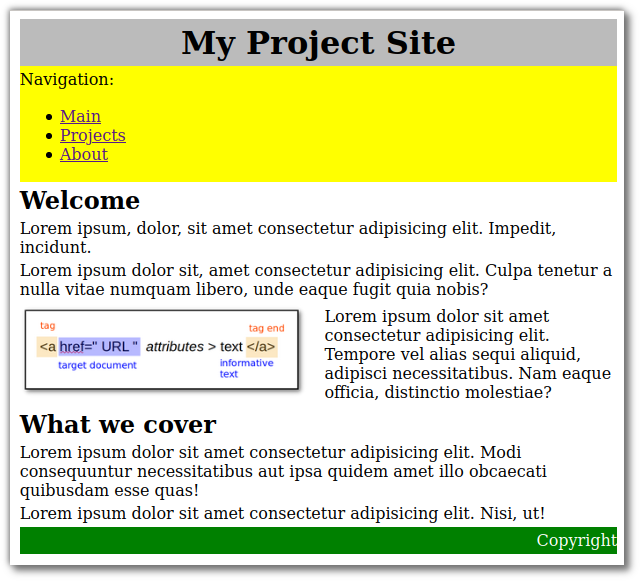 My Project Site
Navigation:
Main
Projects
About
Welcome
Lorem ipsum, dolor, sit amet consectetur adipisicing elit. Impedit,
incidunt.
Lorem ipsum dolor sit, amet consectetur adipisicing elit. Culpa tenetur a
nulla vitae numquam libero, unde eaque fugit quia nobis?
tag
tag end
<a href=" URL " attributes > text </a>
target document
informative
text
Lorem ipsum dolor sit amet
consectetur adipisicing elit.
Tempore vel alias sequi aliquid,
adipisci necessitatibus. Nam eaque
officia, distinctio molestiae?
What we cover
Lorem ipsum dolor sit amet consectetur adipisicing elit. Modi
consequuntur necessitatibus aut ipsa quidem amet illo obcaecati
quibusdam esse quas!
Lorem ipsum dolor sit amet consectetur adipisicing elit. Nisi, ut!
Copyright